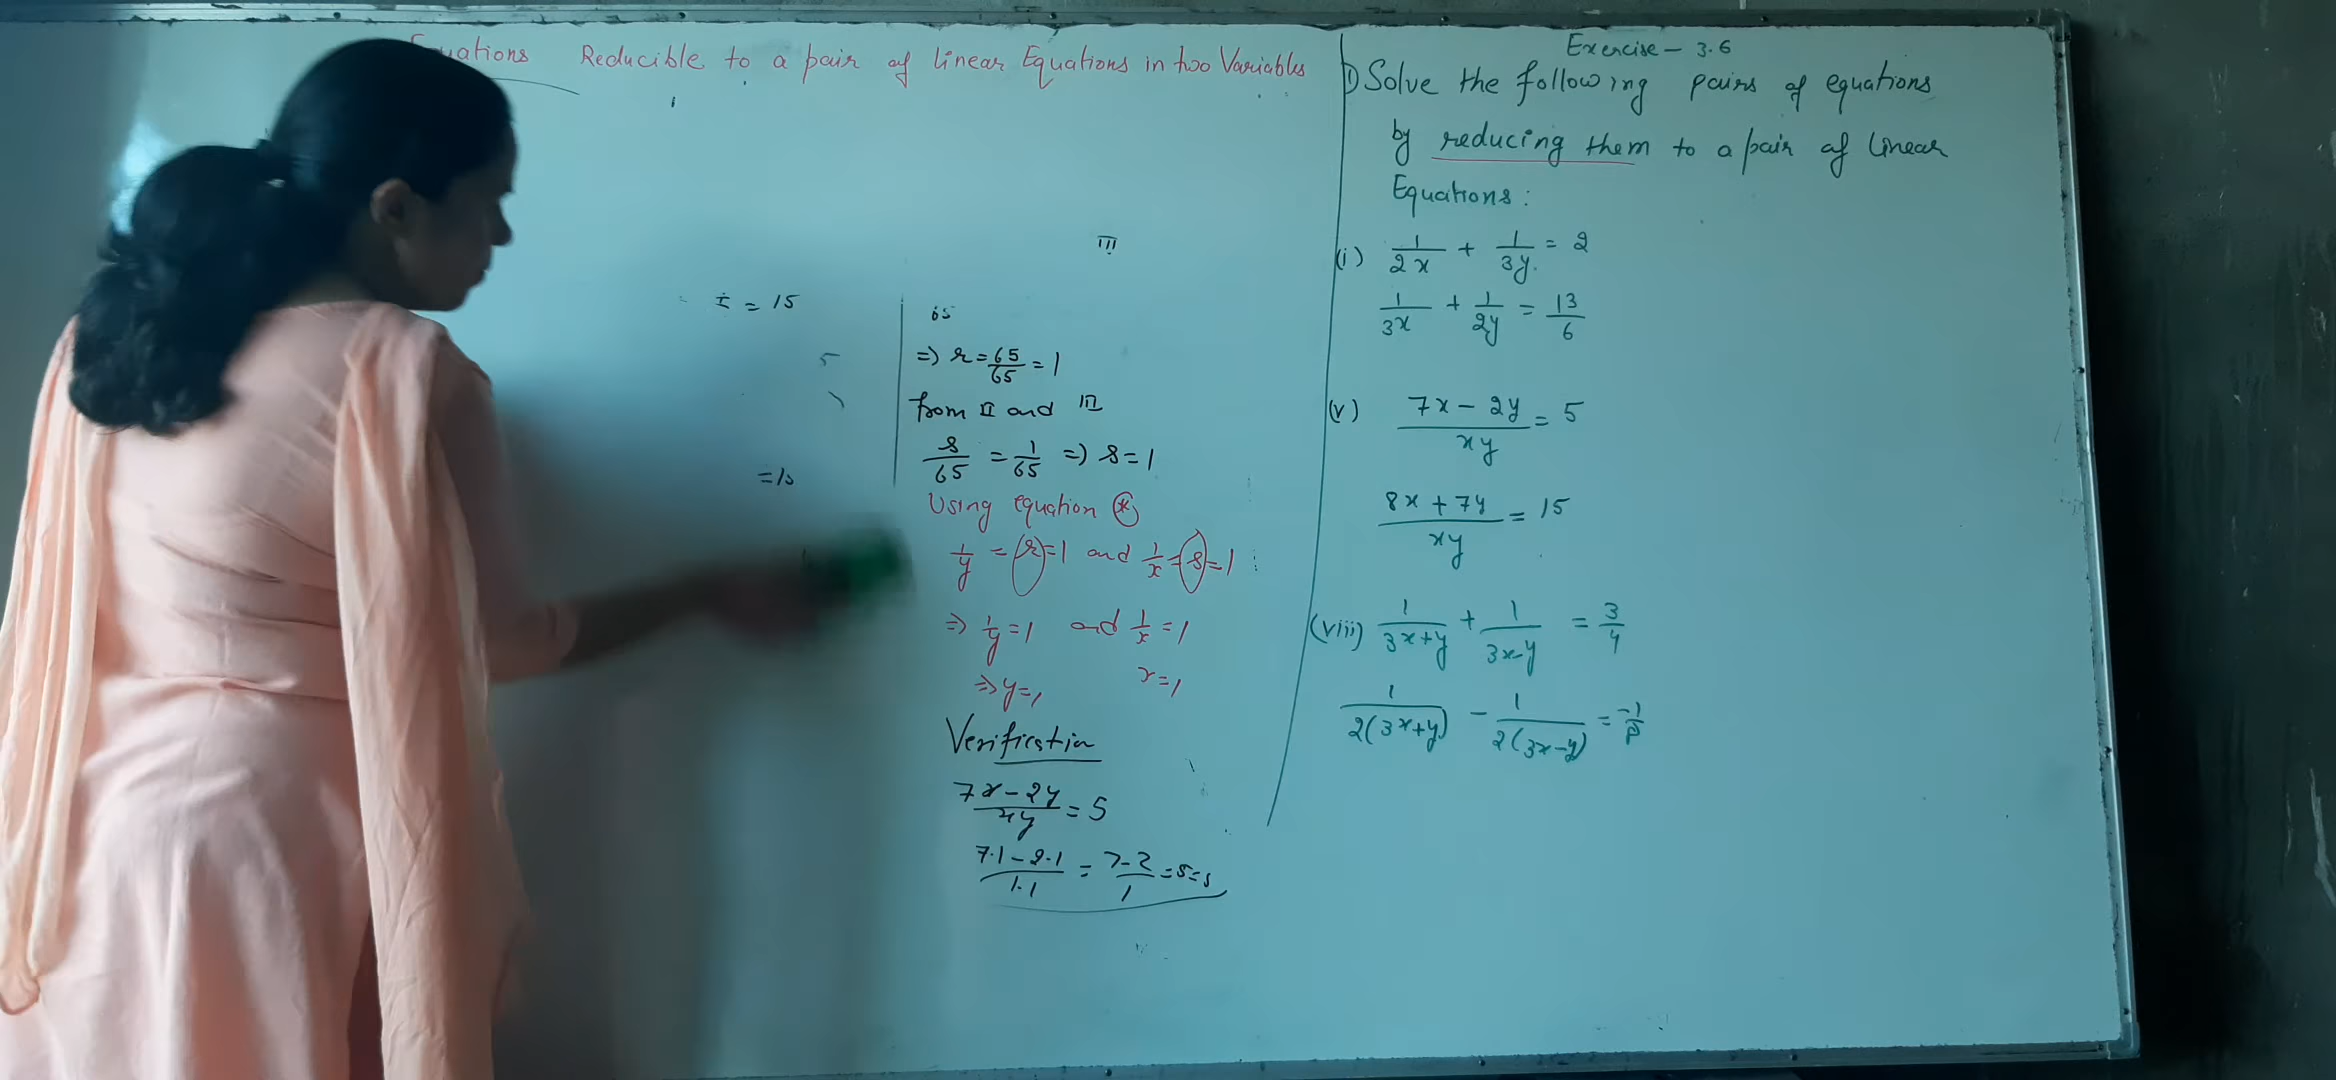 Equations Reducible to a pair of linear Equations in two Variables
III
= 15
65
=> r = 65/65 = 1
from II and III
s/65 = 1/65 => s = 1
Using equation *
1/y = r = 1 and 1/x = s = 1
=> 1/y = 1 and 1/x = 1
=> y = 1, x = 1
Verification
7x - 2y / xy = 5
7.1 - 2.1 / 1.1 = 7-2 / 1 = 5 = 5
Exercise - 3.6
1) Solve the following pairs of equations
by reducing them to a pair of linear
Equations:
(i) 1/2x + 1/3y = 2
1/3x + 1/2y = 13/6
(v) 7x - 2y / xy = 5
8x + 7y / xy = 15
(viii) 1/3x+y + 1/3x-y = 3/4
1/2(3x+y) - 1/2(3x-y) = -1/8